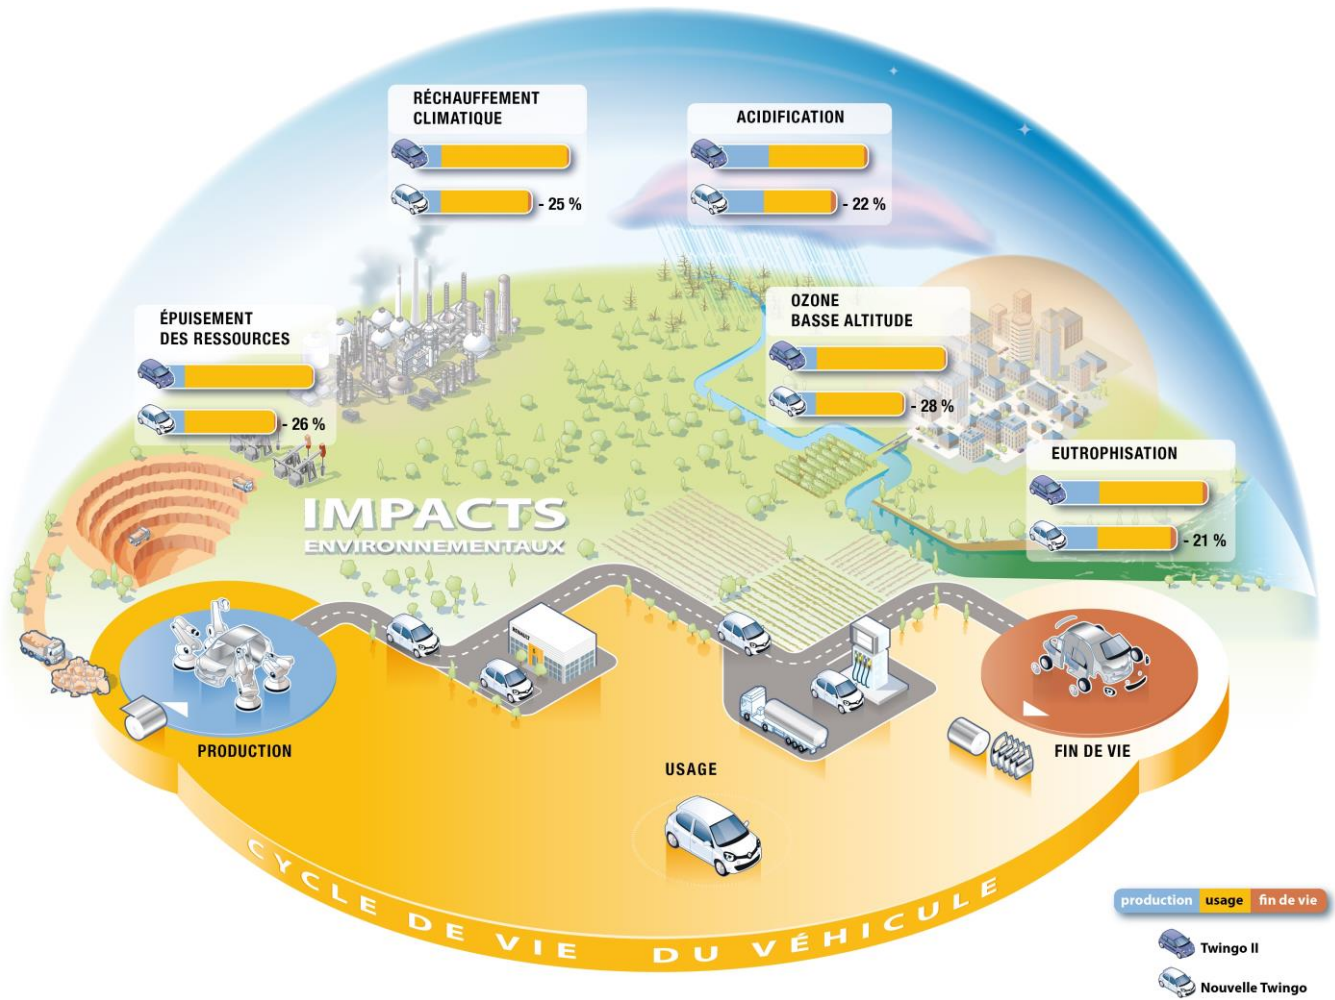 RÉCHAUFFEMENT
CLIMATIQUE
- 25 %
ACIDIFICATION
- 22 %
ÉPUISEMENT
DES RESSOURCES
- 26 %
OZONE
BASSE ALTITUDE
- 28 %
EUTROPHISATION
- 21 %
IMPACTS
ENVIRONNEMENTAUX
RENAULT
PRODUCTION
USAGE
FIN DE VIE
CYCLE DE VIE DU VÉHICULE
production usage fin de vie
Twingo II
Nouvelle Twingo